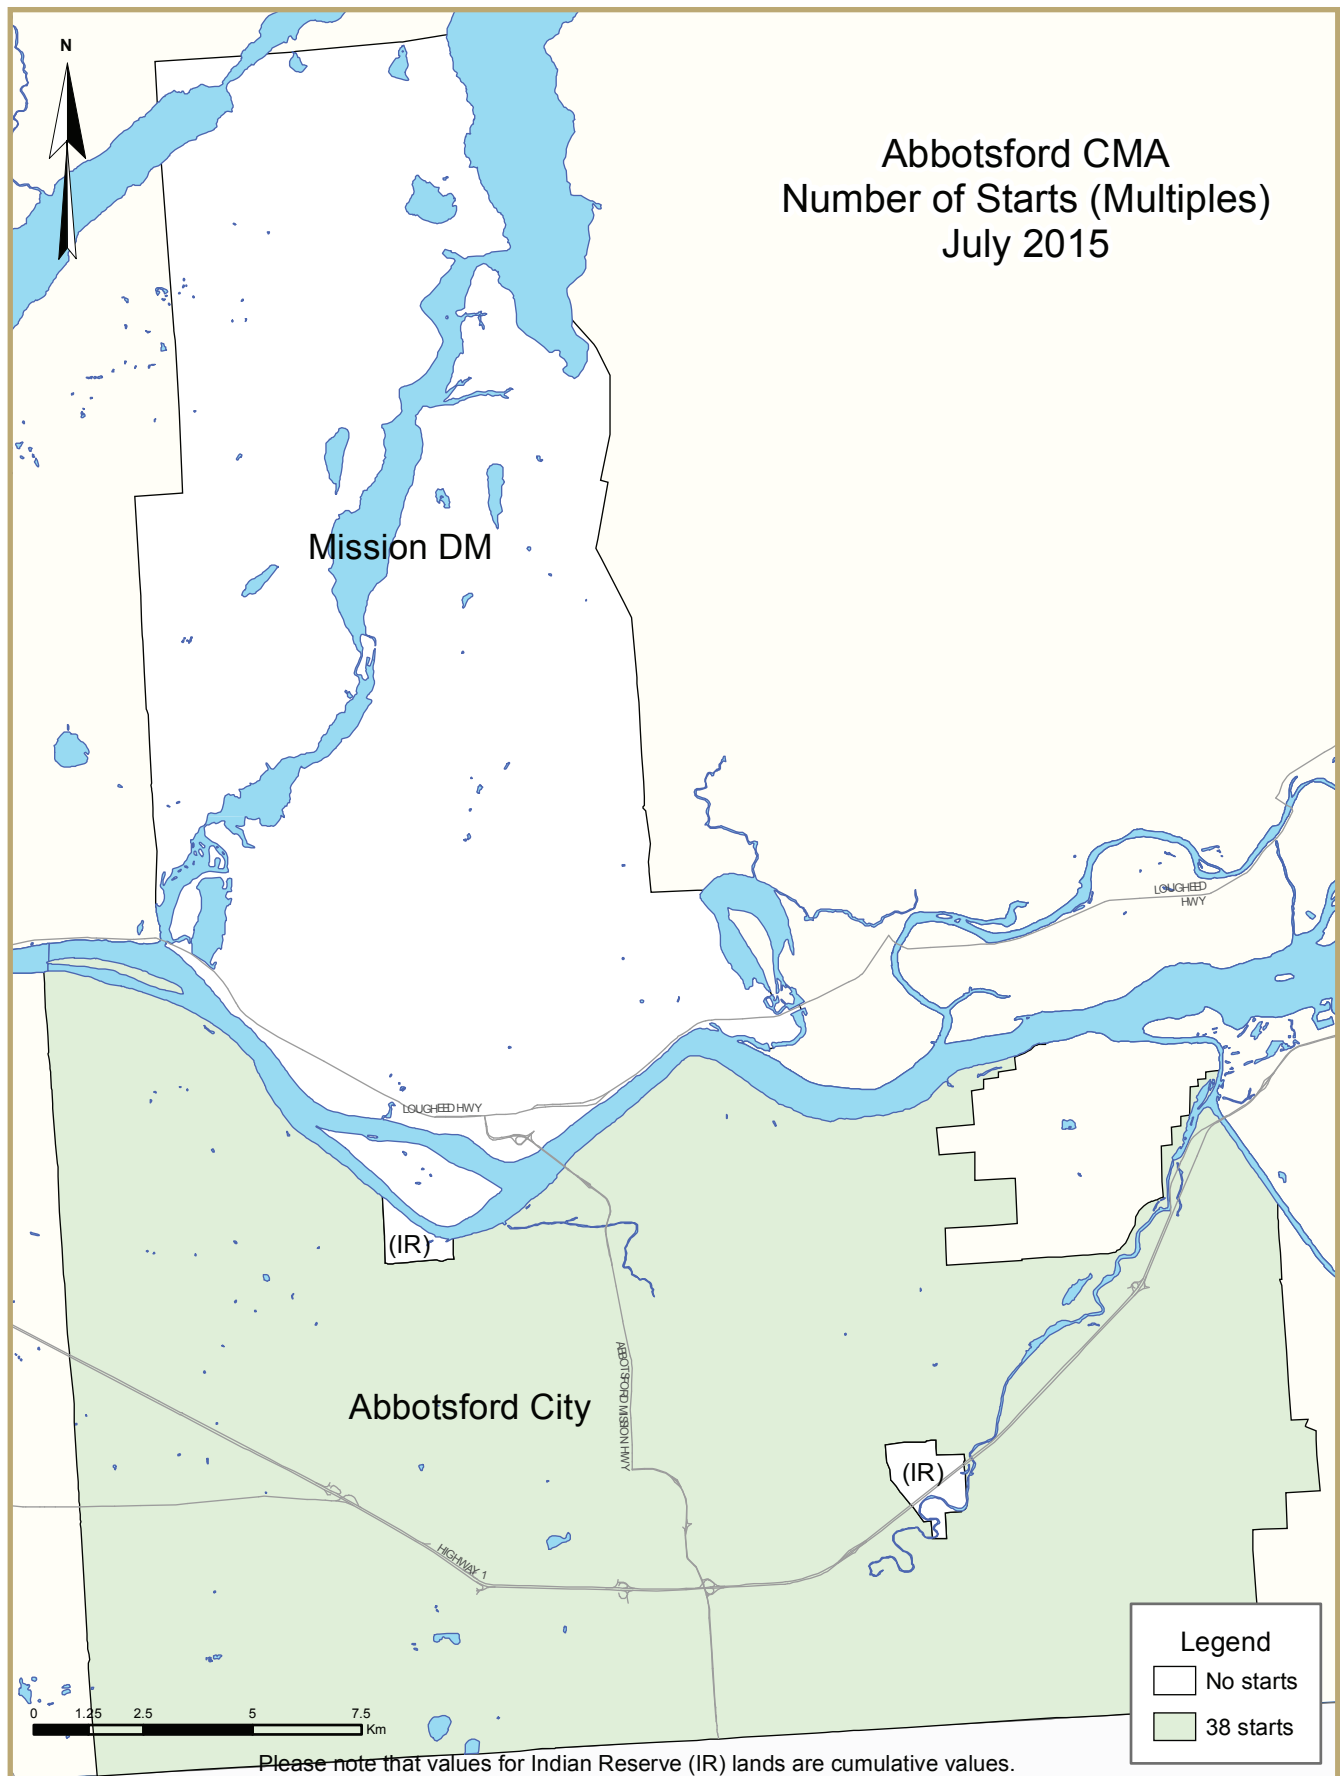 N
Abbotsford CMA
Number of Starts (Multiples)
July 2015
Mission DM
LOUGHEED
HWY
LOUGHEED HWY
(IR)
ABBOTSFORD MISSION HWY
Abbotsford City
(IR)
HIGHWAY 1
Legend
No starts
38 starts
0 1.25 2.5 5 7.5
Km
Please note that values for Indian Reserve (IR) lands are cumulative values.